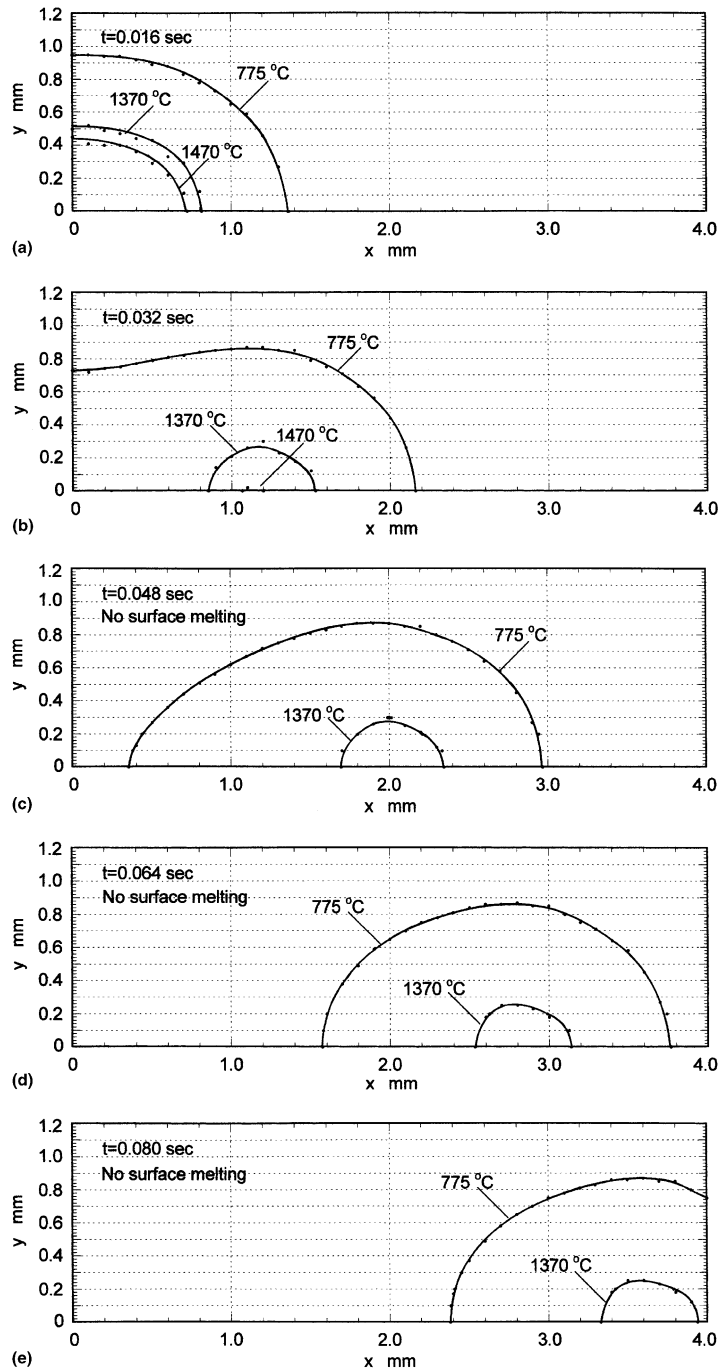 1.2
t=0.016 sec
1.0
775 °C
0.8
1370 °C
y mm
0.6
0.4
1470 °C
0.2
0
0 1.0 2.0 3.0 4.0
x mm
(a)
1.2
t=0.032 sec
1.0
775 °C
0.8
y mm
0.6
1370 °C
1470 °C
0.4
0.2
0
0.0 1.0 2.0 3.0 4.0
x mm
(b)
1.2
t=0.048 sec
1.0
No surface melting
775 °C
0.8
y mm
0.6
0.4
1370 °C
0.2
0
0.0 1.0 2.0 3.0 4.0
x mm
(c)
1.2
t=0.064 sec
1.0
No surface melting
775 °C
0.8
y mm
0.6
0.4
1370 °C
0.2
0
0.0 1.0 2.0 3.0 4.0
x mm
(d)
1.2
t=0.080 sec
1.0
No surface melting
775 °C
0.8
y mm
0.6
0.4
1370 °C
0.2
0
0.0 1.0 2.0 3.0 4.0
x mm
(e)